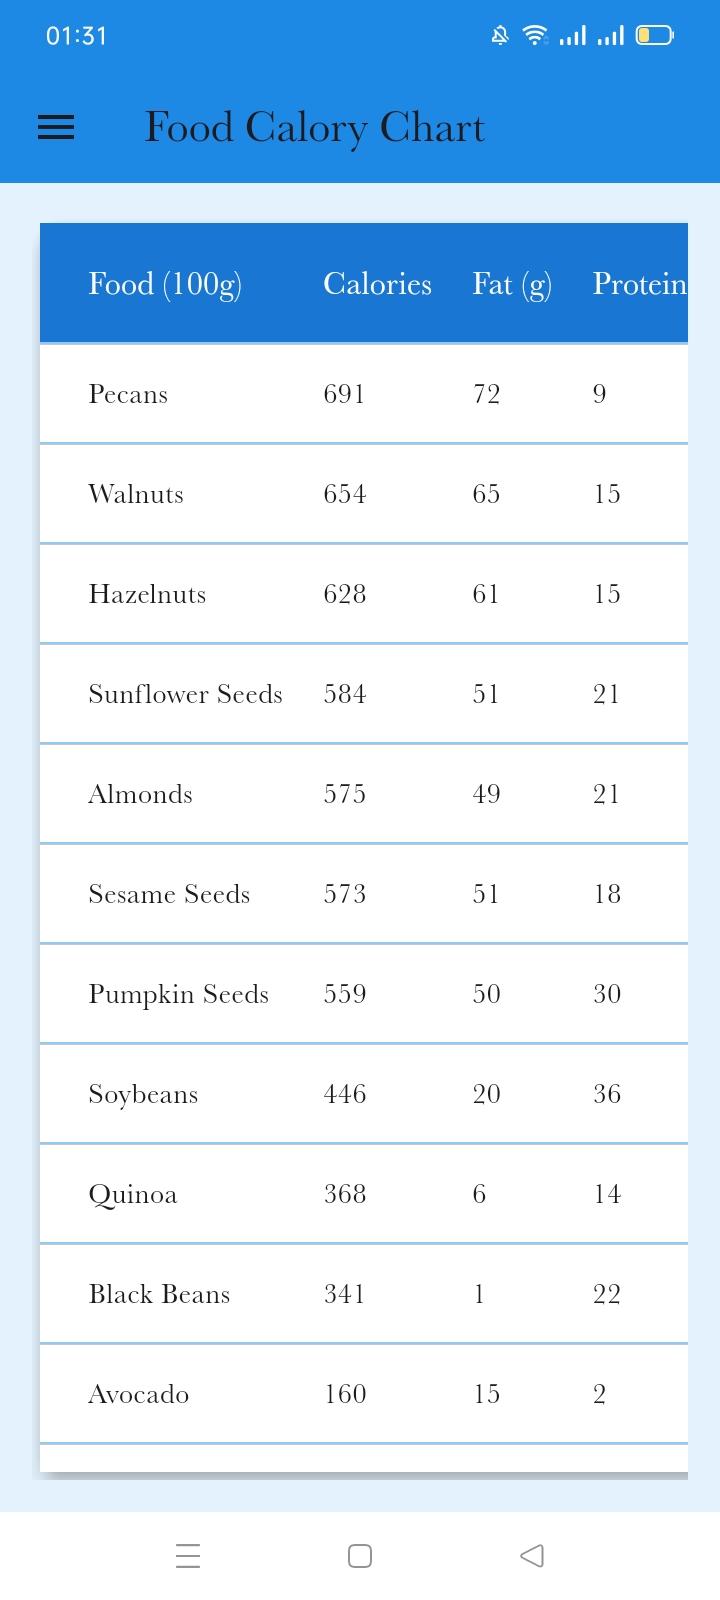 01:31
Food Calory Chart
Food (100g) Calories Fat (g) Protein
Pecans 691 72 9
Walnuts 654 65 15
Hazelnuts 628 61 15
Sunflower Seeds 584 51 21
Almonds 575 49 21
Sesame Seeds 573 51 18
Pumpkin Seeds 559 50 30
Soybeans 446 20 36
Quinoa 368 6 14
Black Beans 341 1 22
Avocado 160 15 2